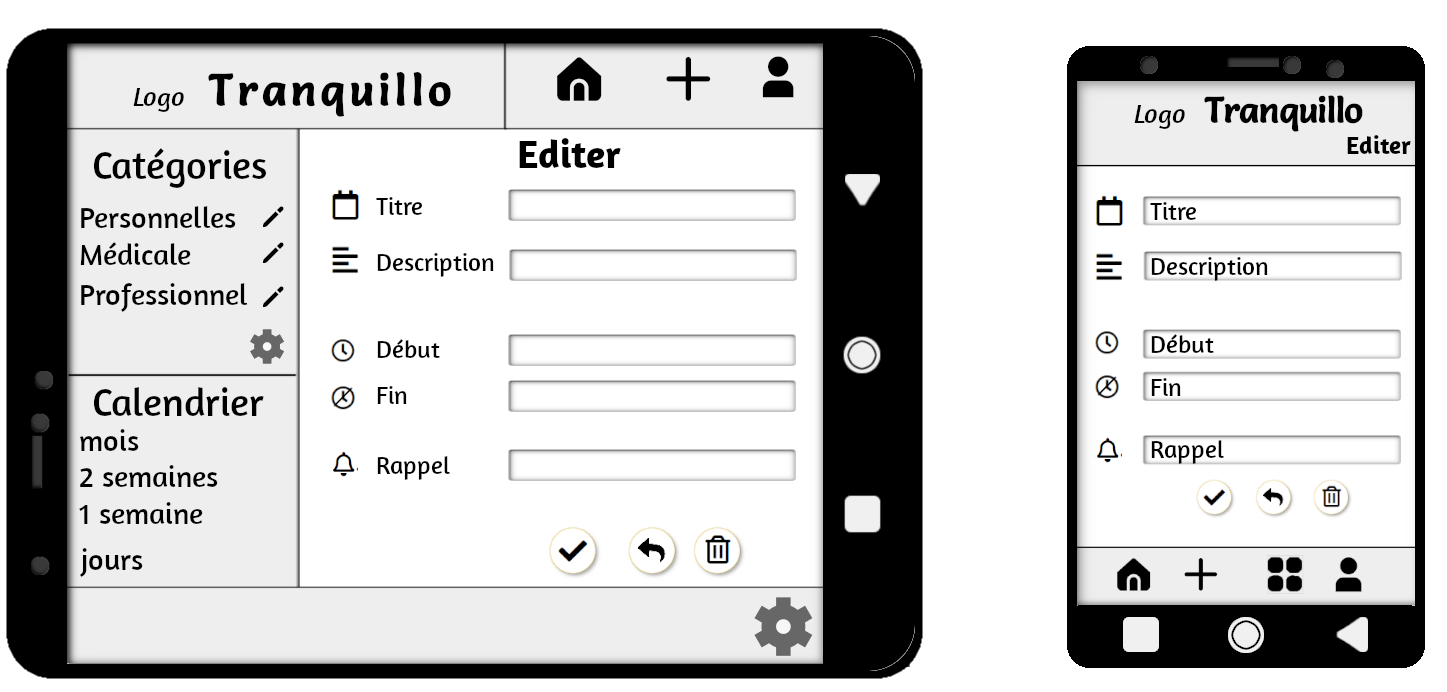 Logo Tranquillo
Catégories
Personnelles
Médicale
Professionnel
Calendrier
mois
2 semaines
1 semaine
jours
Editer
Titre
Description
Début
Fin
Rappel
Logo Tranquillo
Editer
Titre
Description
Début
Fin
Rappel